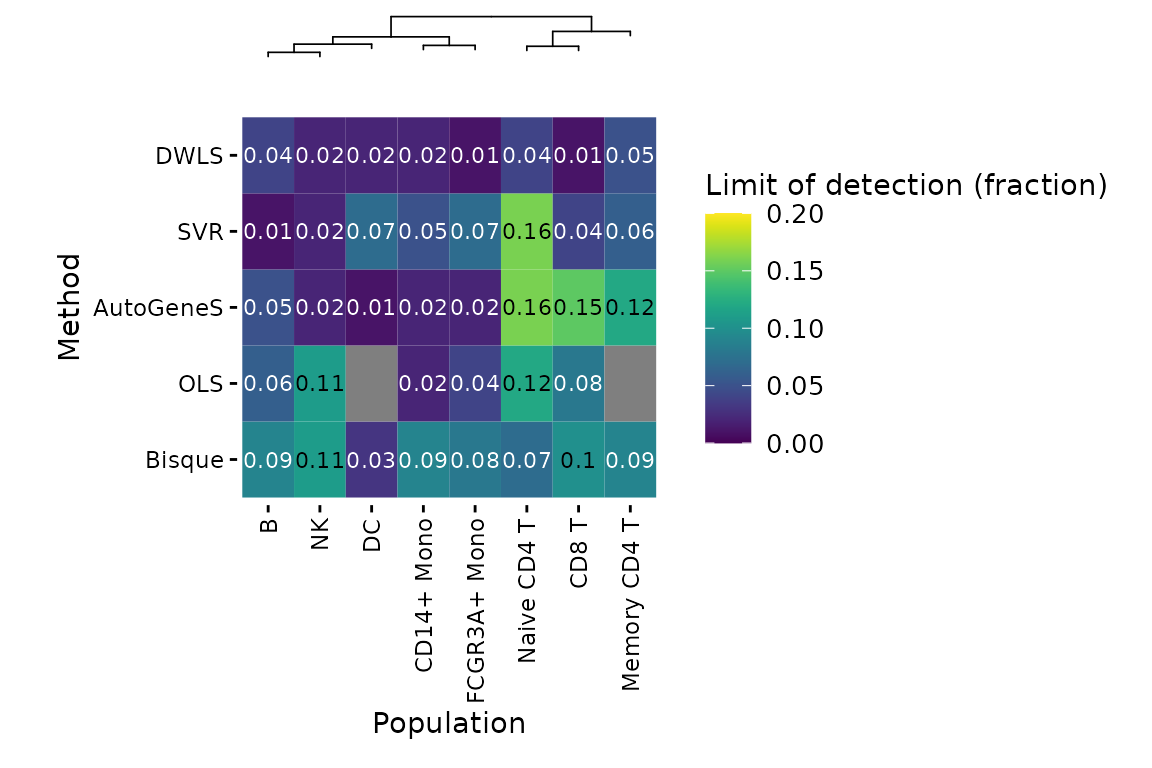 Method
DWLS 0.04 0.02 0.02 0.02 0.01 0.04 0.01 0.05
SVR 0.01 0.02 0.07 0.05 0.07 0.16 0.04 0.06
AutoGeneS 0.05 0.02 0.01 0.02 0.02 0.16 0.15 0.12
OLS 0.06 0.11 0.02 0.04 0.12 0.08
Bisque 0.09 0.11 0.03 0.09 0.08 0.07 0.1 0.09
B
NK
DC
CD14+ Mono
FCGR3A+ Mono
Naive CD4 T
CD8 T
Memory CD4 T
Population
Limit of detection (fraction)
0.20
0.15
0.10
0.05
0.00